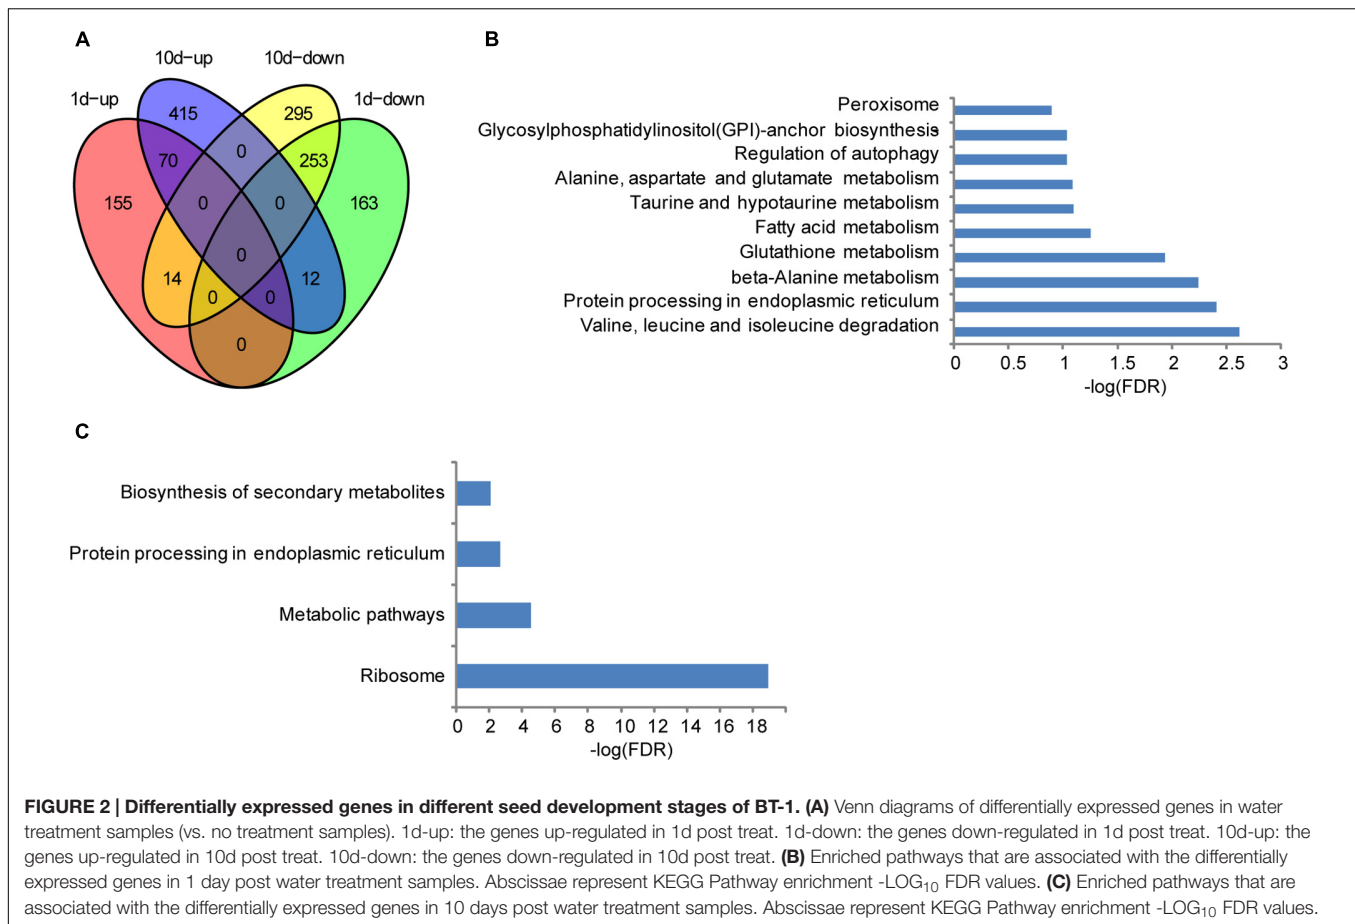 A
10d−up
10d−down
1d−up
1d−down
415
295
70
0
253
155
0
0
163
0
14
12
0
0
0
B
Peroxisome
Glycosylphosphatidylinositol(GPI)-anchor biosynthesis
Regulation of autophagy
Alanine, aspartate and glutamate metabolism
Taurine and hypotaurine metabolism
Fatty acid metabolism
Glutathione metabolism
beta-Alanine metabolism
Protein processing in endoplasmic reticulum
Valine, leucine and isoleucine degradation
0 0.5 1 1.5 2 2.5 3
-log(FDR)
C
Biosynthesis of secondary metabolites
Protein processing in endoplasmic reticulum
Metabolic pathways
Ribosome
0 2 4 6 8 10 12 14 16 18
-log(FDR)
FIGURE 2 | Differentially expressed genes in different seed development stages of BT-1. (A) Venn diagrams of differentially expressed genes in water
treatment samples (vs. no treatment samples). 1d-up: the genes up-regulated in 1d post treat. 1d-down: the genes down-regulated in 1d post treat. 10d-up: the
genes up-regulated in 10d post treat. 10d-down: the genes down-regulated in 10d post treat. (B) Enriched pathways that are associated with the differentially
expressed genes in 1 day post water treatment samples. Abscissae represent KEGG Pathway enrichment -LOG10 FDR values. (C) Enriched pathways that are
associated with the differentially expressed genes in 10 days post water treatment samples. Abscissae represent KEGG Pathway enrichment -LOG10 FDR values.